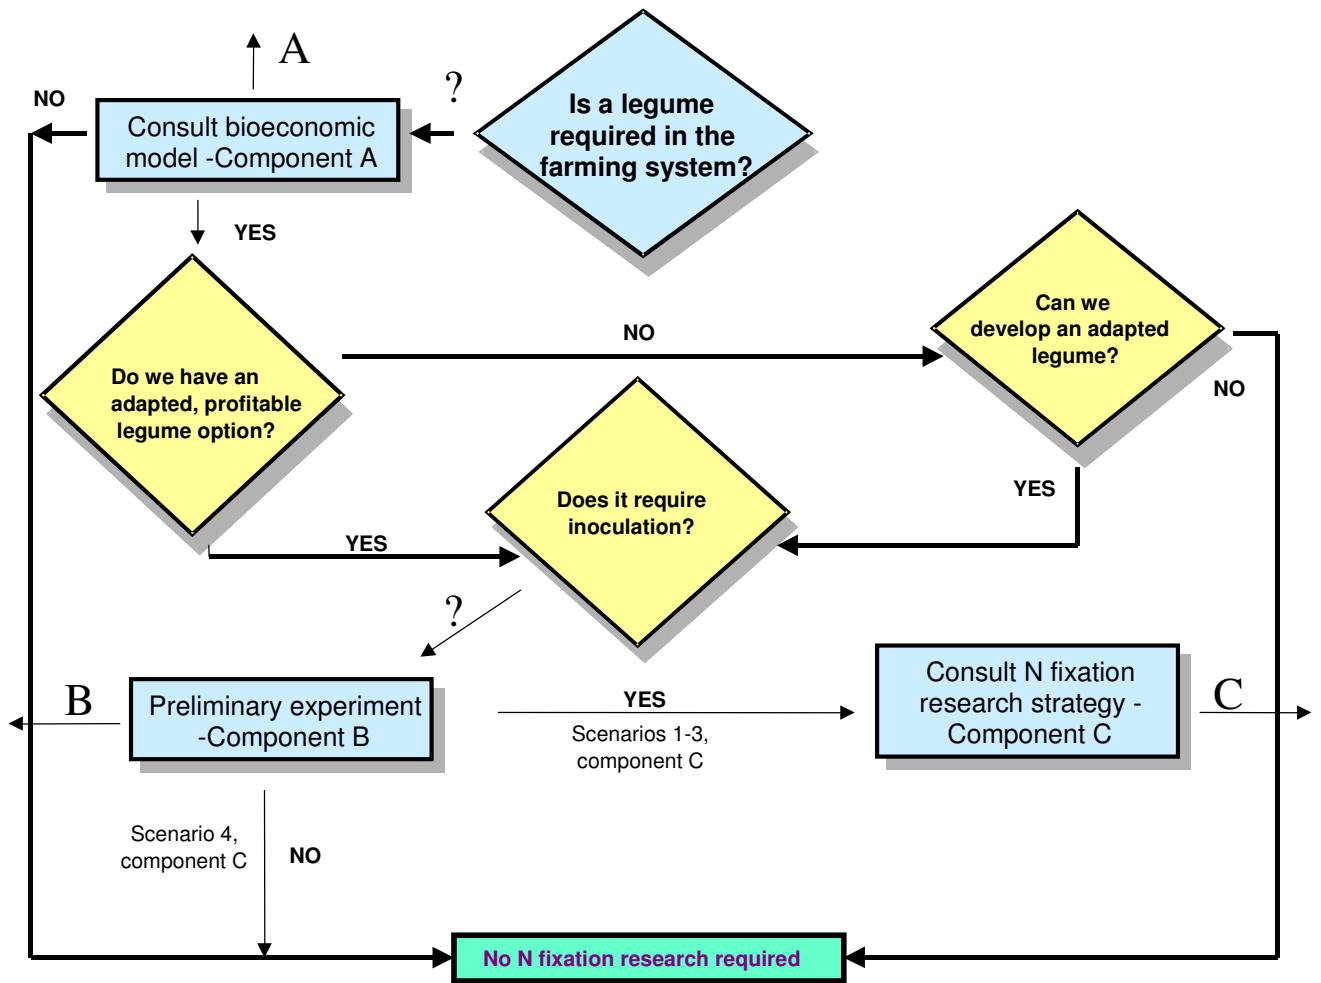 A
?
NO
Is a legume
required in the
farming system?
Consult bioeconomic
model -Component A
YES
Can we
develop an adapted
legume?
NO
NO
Do we have an
adapted, profitable
legume option?
Does it require
inoculation?
YES
YES
?
Consult N fixation
research strategy -
Component C
C
B
Preliminary experiment
-Component B
YES
Scenarios 1-3,
component C
Scenario 4,
component C
NO
No N fixation research required